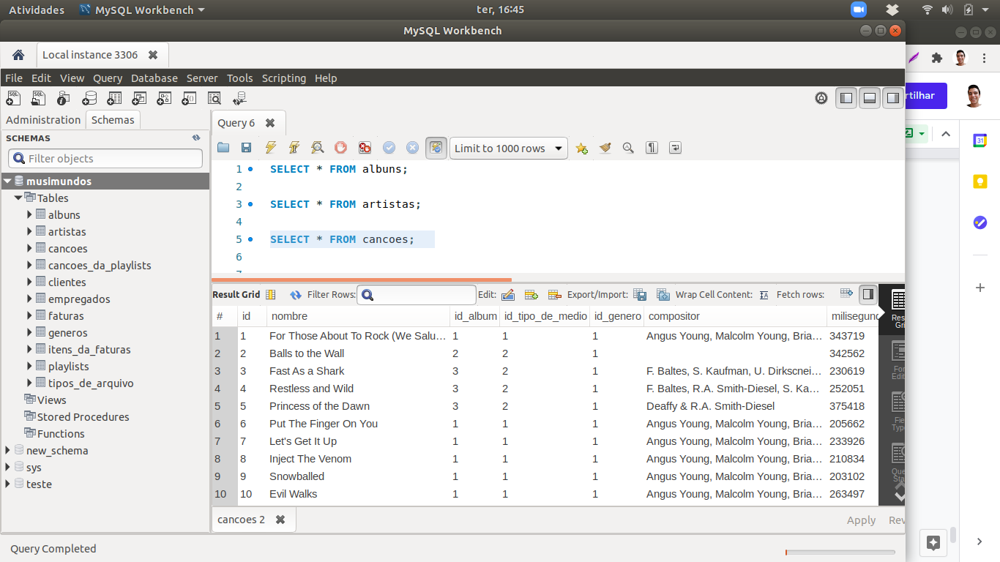 Atividades MySQL Workbench ter, 16:45
MySQL Workbench
Local instance 3306
File Edit View Query Database Server Tools Scripting Help
rtilhar
Administration Schemas
Query 6
SCHEMAS
Filter objects
Limit to 1000 rows
31
musimundos
Tables
albuns
artistas
cancoes
cancoes_da_playlists
clientes
empregados
faturas
generos
itens_da_faturas
playlists
tipos_de_arquivo
Views
Stored Procedures
Functions
new_schema
sys
teste
1 SELECT * FROM albuns;
2
3 SELECT * FROM artistas;
4
5 SELECT * FROM cancoes;
6
Result Grid Filter Rows: Edit: Export/Import: Wrap Cell Content: Fetch rows:
# id nombre id_album id_tipo_de_medio id_genero compositor milisegund
1 1 For Those About To Rock (We Salu… 1 1 1 Angus Young, Malcolm Young, Bria… 343719
2 2 Balls to the Wall 2 2 1 342562
3 3 Fast As a Shark 3 2 1 F. Baltes, S. Kaufman, U. Dirkscnei… 230619
4 4 Restless and Wild 3 2 1 F. Baltes, R.A. Smith-Diesel, S. Ka… 252051
5 5 Princess of the Dawn 3 2 1 Deaffy & R.A. Smith-Diesel 375418
6 6 Put The Finger On You 1 1 1 Angus Young, Malcolm Young, Bria… 205662
7 7 Let's Get It Up 1 1 1 Angus Young, Malcolm Young, Bria… 233926
8 8 Inject The Venom 1 1 1 Angus Young, Malcolm Young, Bria… 210834
9 9 Snowballed 1 1 1 Angus Young, Malcolm Young, Bria… 203102
10 10 Evil Walks 1 1 1 Angus Young, Malcolm Young, Bria… 263497
Res
Gri
For
Edit
Fie
Type
Que
Sta
cancoes 2
Apply Rev
Query Completed